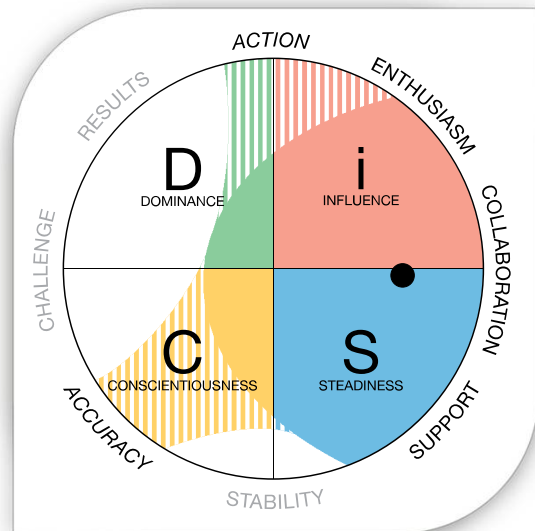 ACTION
ENTHUSIASM
RESULTS
D
DOMINANCE
i
INFLUENCE
COLLABORATION
CHALLENGE
C
CONSCIENTIOUSNESS
S
STEADINESS
ACCURACY
SUPPORT
STABILITY